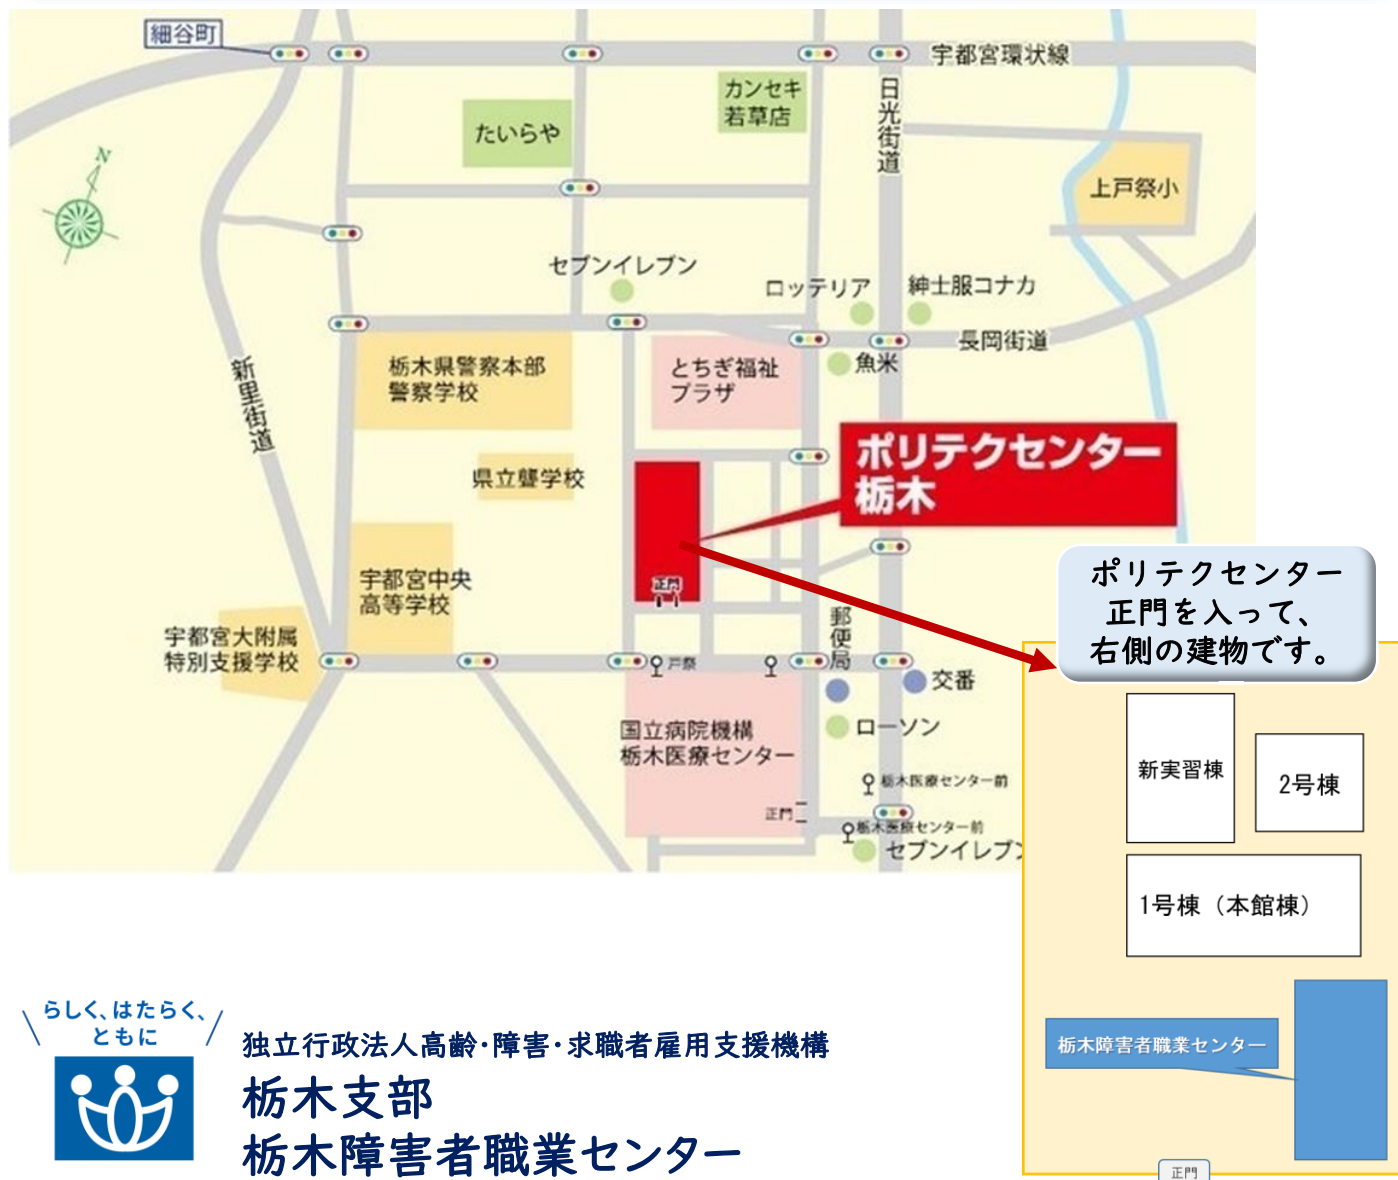 細谷町
宇都宮環状線
カンセキ
若草店
日光街道
たいらや
N
上戸祭小
セブンイレブン
ロッテリア
紳士服コナカ
長岡街道
魚米
新里街道
栃木県警察本部
警察学校
とちぎ福祉
プラザ
ポリテクセンター
栃木
県立聾学校
宇都宮中央
高等学校
正門
宇都宮大附属
特別支援学校
戸祭
郵便局
交番
国立病院機構
栃木医療センター
ローソン
栃木医療センター前
正門
栃木医療センター前
セブンイレブン
ポリテクセンター
正門を入って、
右側の建物です。
新実習棟
2号棟
1号棟（本館棟）
栃木障害者職業センター
正門
らしく、はたらく、
ともに
独立行政法人高齢・障害・求職者雇用支援機構
栃木支部
栃木障害者職業センター